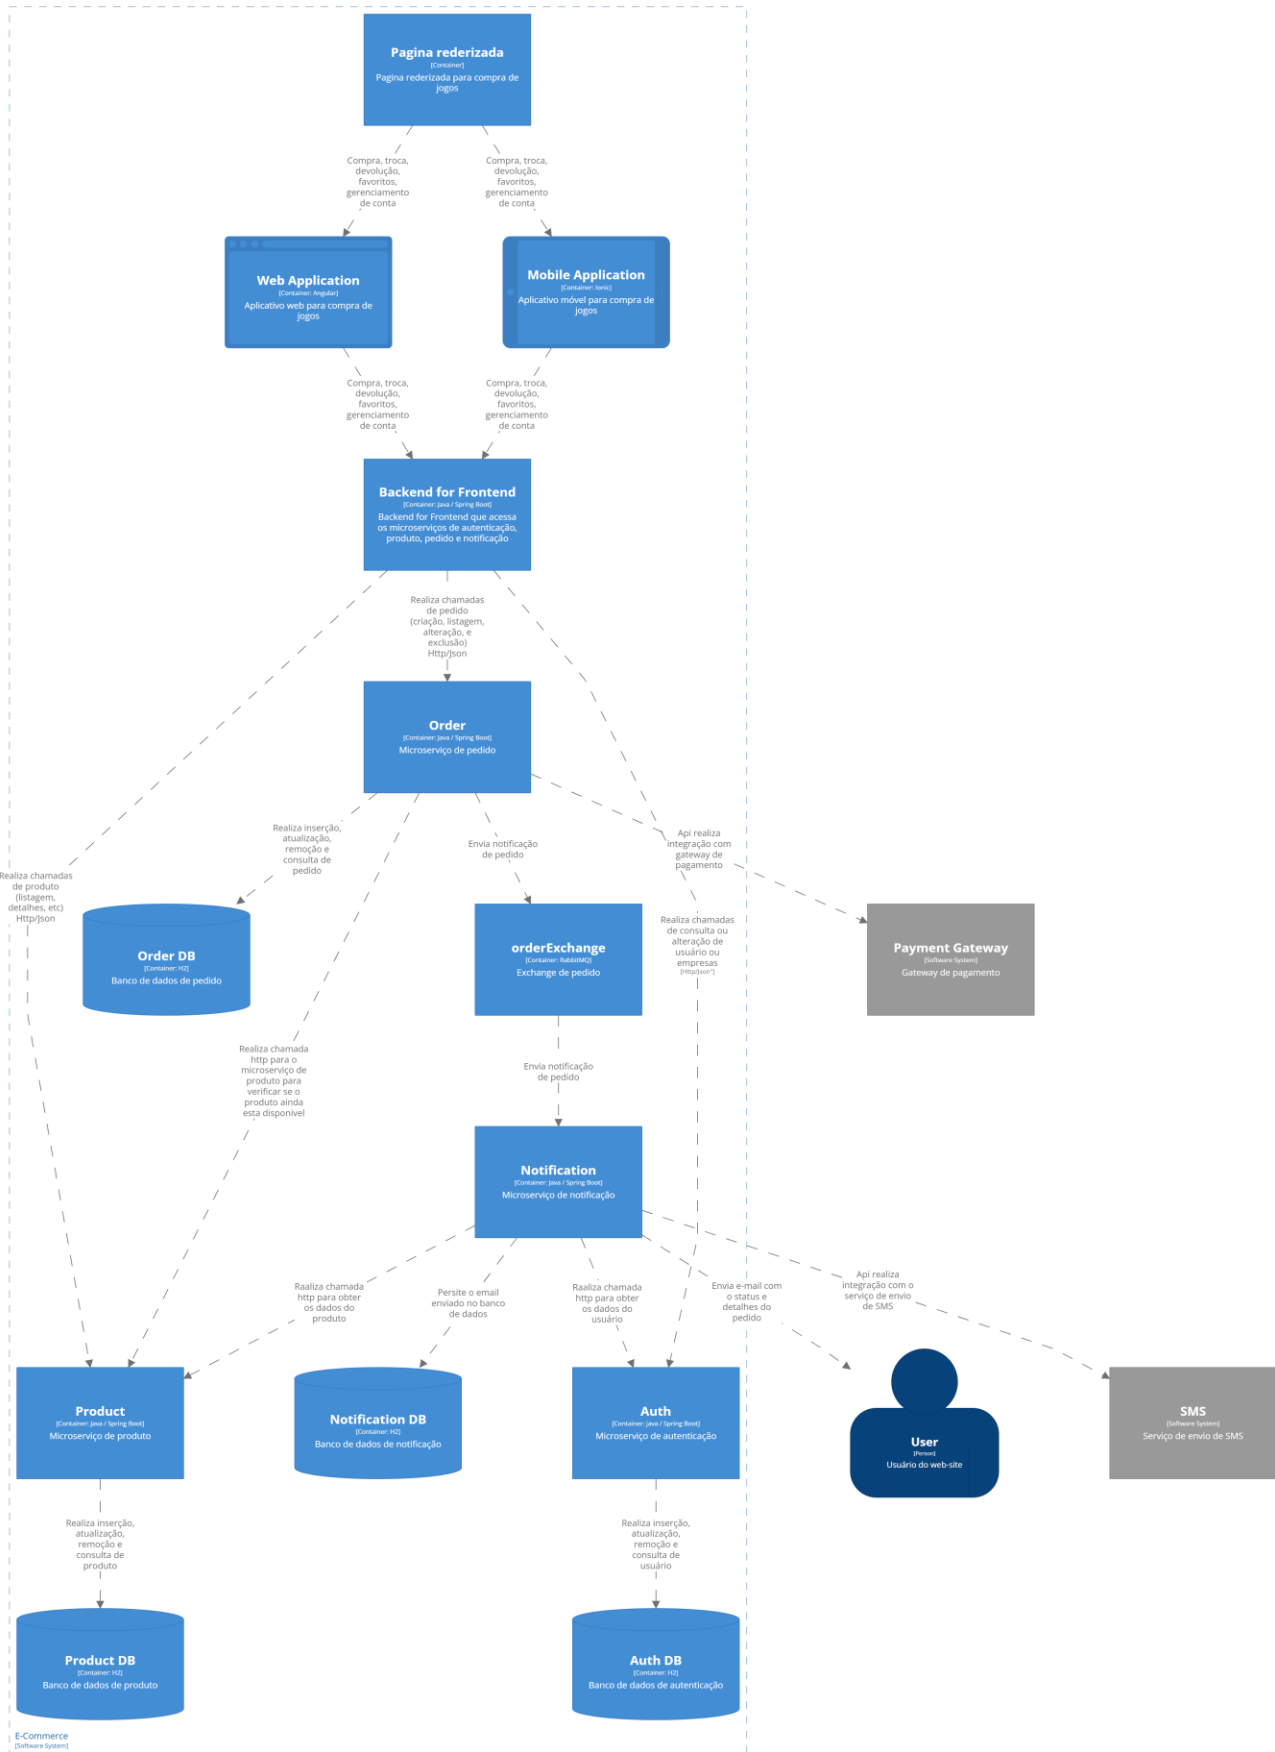 Pagina rederizada
[Container]
Pagina rederizada para compra de
jogos
Compra, troca,
devolução,
favoritos,
gerenciamento
de conta
Compra, troca,
devolução,
favoritos,
gerenciamento
de conta
Web Application
[Container: Angular]
Aplicativo web para compra de
jogos
Mobile Application
[Container: Ionic]
Aplicativo móvel para compra de
jogos
Compra, troca,
devolução,
favoritos,
gerenciamento
de conta
Compra, troca,
devolução,
favoritos,
gerenciamento
de conta
Backend for Frontend
[Container: Java / Spring Boot]
Backend for Frontend que acessa
os microserviços de autenticação,
produto, pedido e notificação
Realiza chamadas
de pedido
(criação, listagem,
alteração, e
exclusão)
Http/Json
Order
[Container: Java / Spring Boot]
Microserviço de pedido
Realiza inserção,
atualização,
remoção e
consulta de
pedido
Envia notificação
de pedido
Api realiza
integração com
gateway de
pagamento
Realiza chamadas
de produto
(listagem,
detalhes, etc)
Http/Json
Order DB
[Container: H2]
Banco de dados de pedido
orderExchange
[Container: RabbitMQ]
Exchange de pedido
Realiza chamadas
de consulta ou
alteração de
usuário ou
empresas
[Http/Json"]
Payment Gateway
[Software System]
Gateway de pagamento
Realiza chamada
http para o
microserviço de
produto para
verificar se o
produto ainda
esta disponivel
Envia notificação
de pedido
Notification
[Container: Java / Spring Boot]
Microserviço de notificação
Raaliza chamada
http para obter
os dados do
produto
Persite o email
enviado no banco
de dados
Raaliza chamada
http para obter
os dados do
usuário
Envia e-mail com
o status e
detalhes do
pedido
Api realiza
integração com o
serviço de envio
de SMS
Product
[Container: Java / Spring Boot]
Microserviço de produto
Notification DB
[Container: H2]
Banco de dados de notificação
Auth
[Container: java / Spring Boot]
Microserviço de autenticação
User
[Person]
Usuário do web-site
SMS
[Software System]
Serviço de envio de SMS
Realiza inserção,
atualização,
remoção e
consulta de
produto
Realiza inserção,
atualização,
remoção e
consulta de
usuário
Product DB
[Container: H2]
Banco de dados de produto
Auth DB
[Container: H2]
Banco de dados de autenticação
E-Commerce
[Software System]